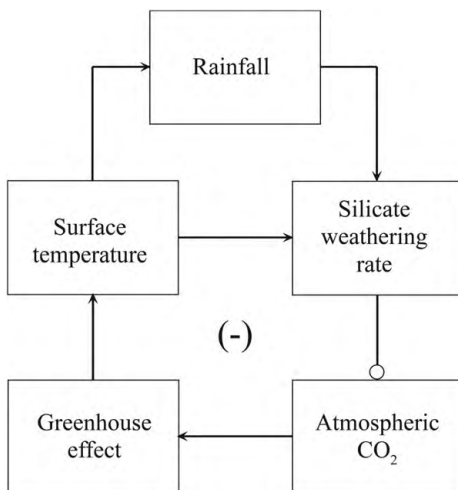 Rainfall
Surface
temperature
Silicate
weathering
rate
(-)
Greenhouse
effect
Atmospheric
CO₂